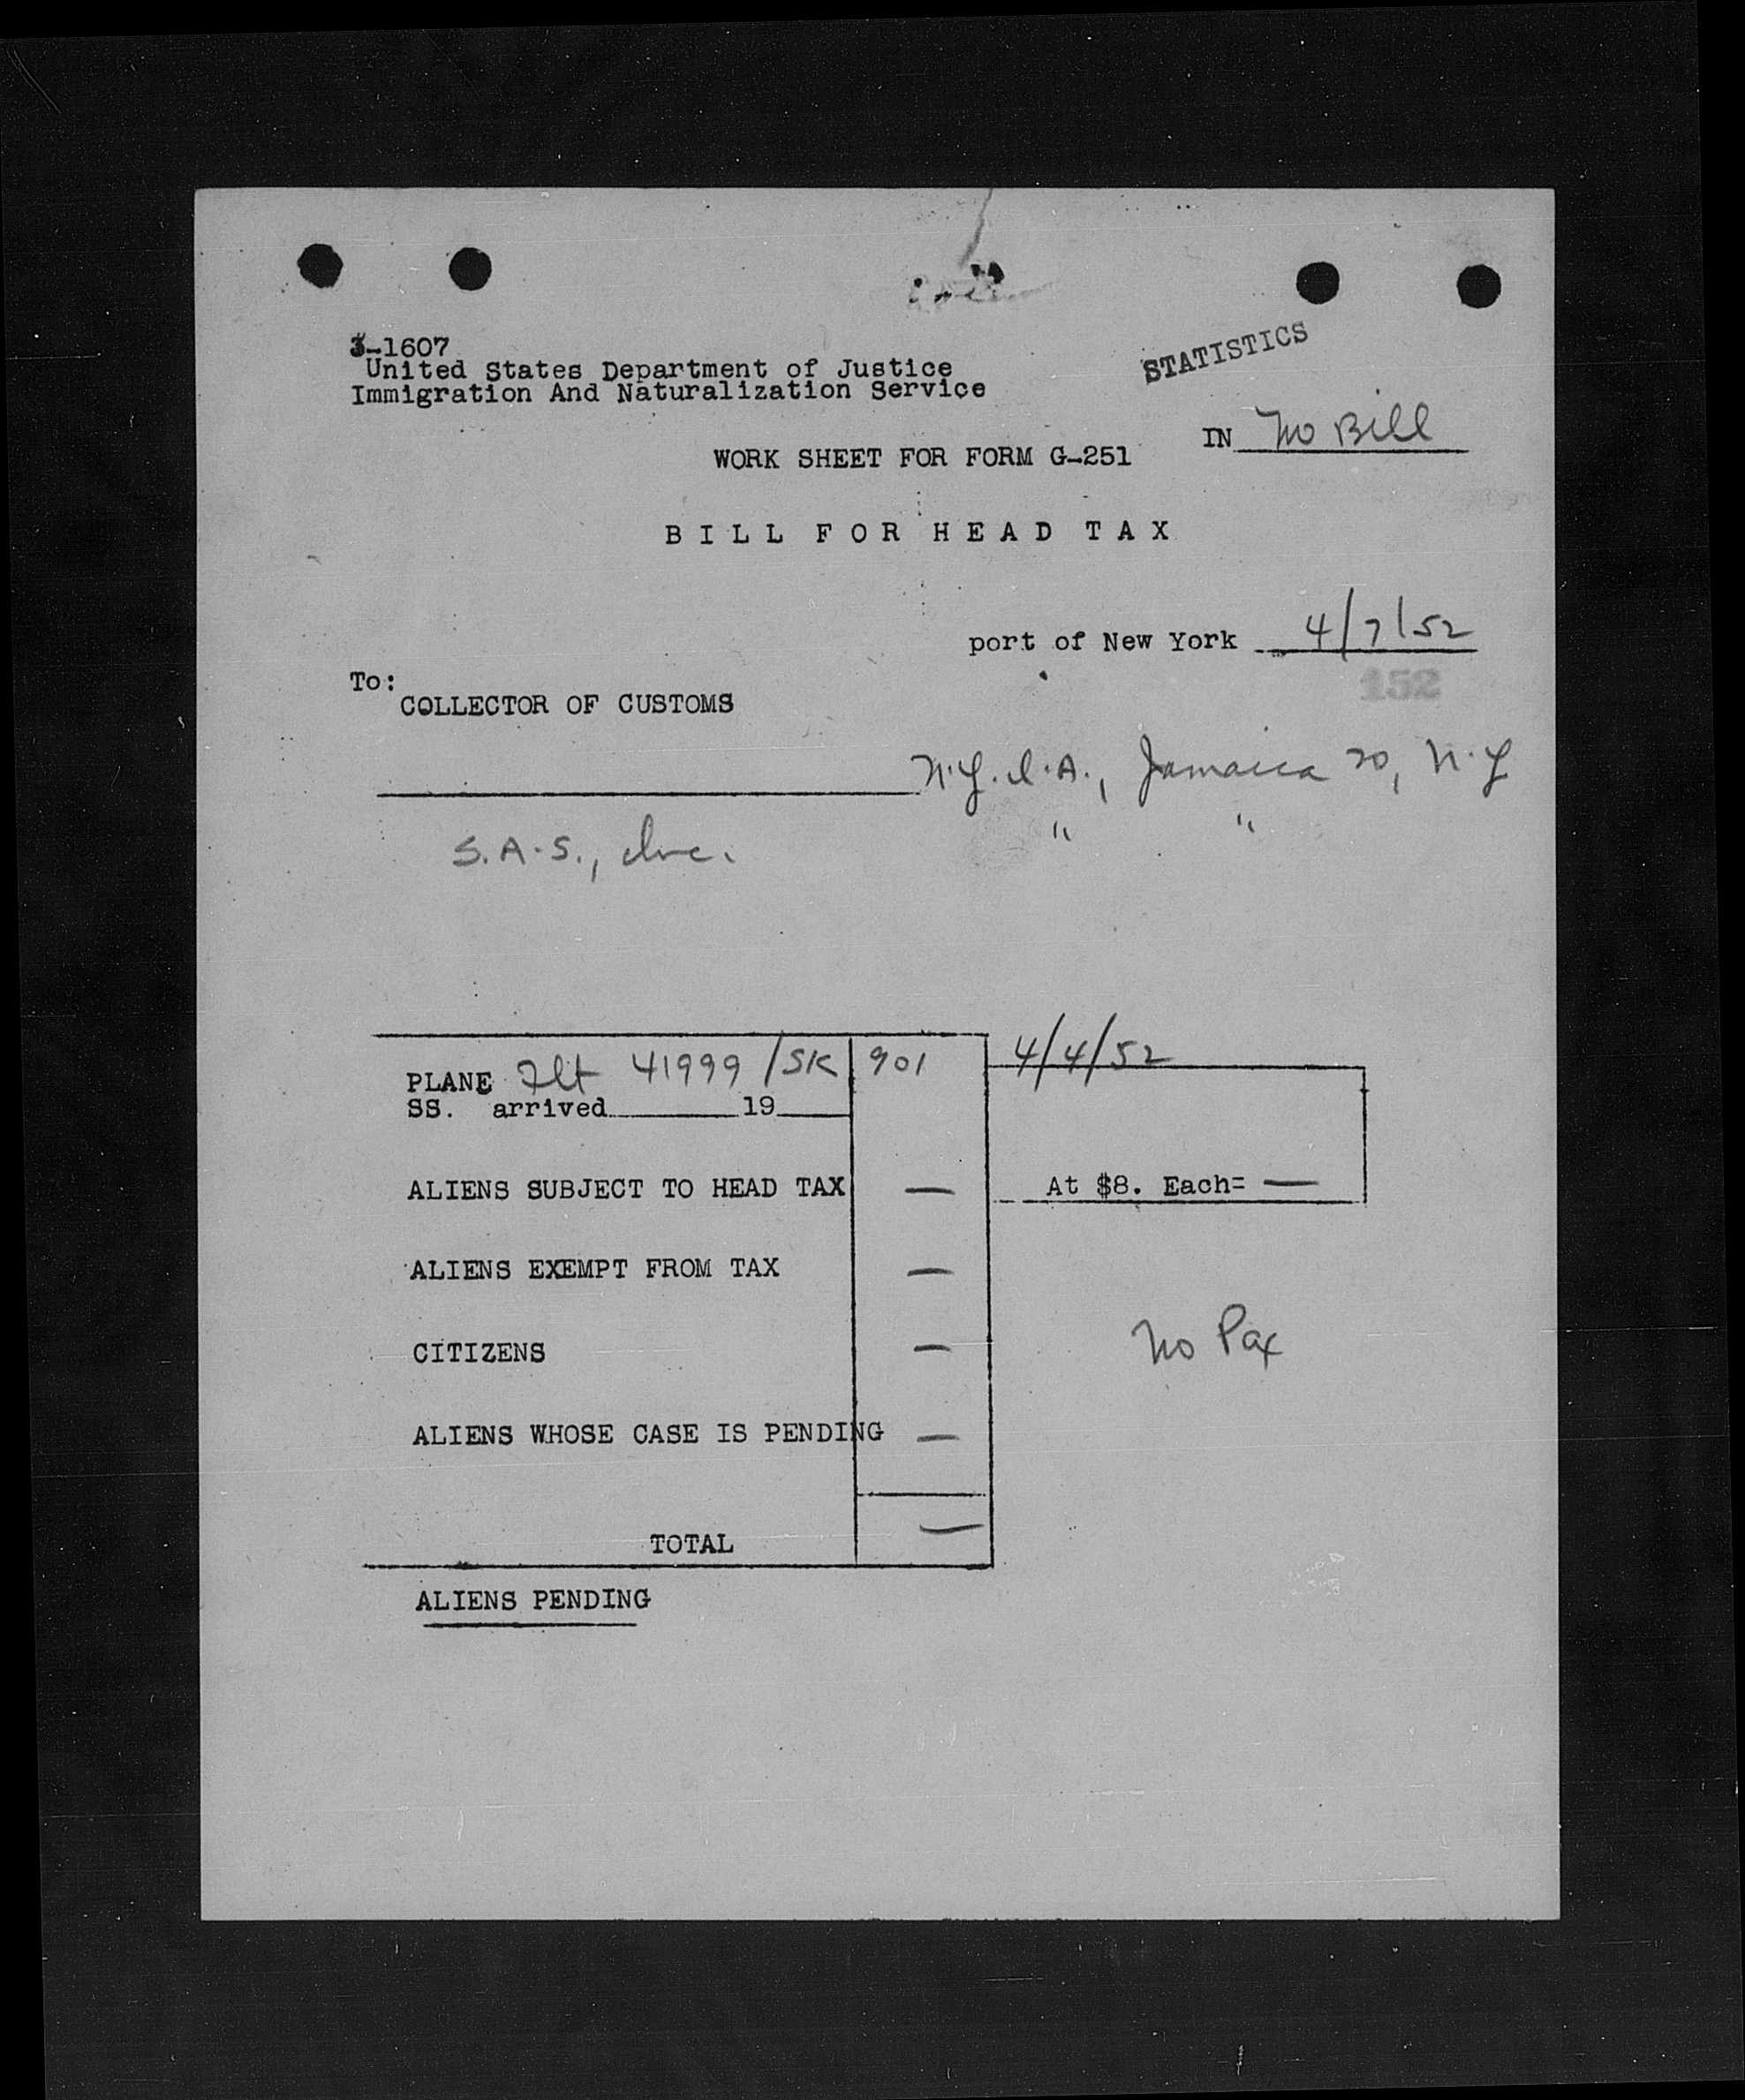 3-1607
United States Department of Justice
Immigration And Naturalization Service
STATISTICS
IN No Bill
WORK SHEET FOR FORM G-251
BILL FOR HEAD TAX
port of New York 4/7/52
152
To:
COLLECTOR OF CUSTOMS
N.Y.I.A., Jamaica 20, N.Y
" "
S.A.S., Inc.
PLANE Flt 41999 /SK 901 4/4/52
SS. arrived 19
ALIENS SUBJECT TO HEAD TAX — At $8. Each= —
ALIENS EXEMPT FROM TAX —
CITIZENS — No Pax
ALIENS WHOSE CASE IS PENDING —
TOTAL —
ALIENS PENDING